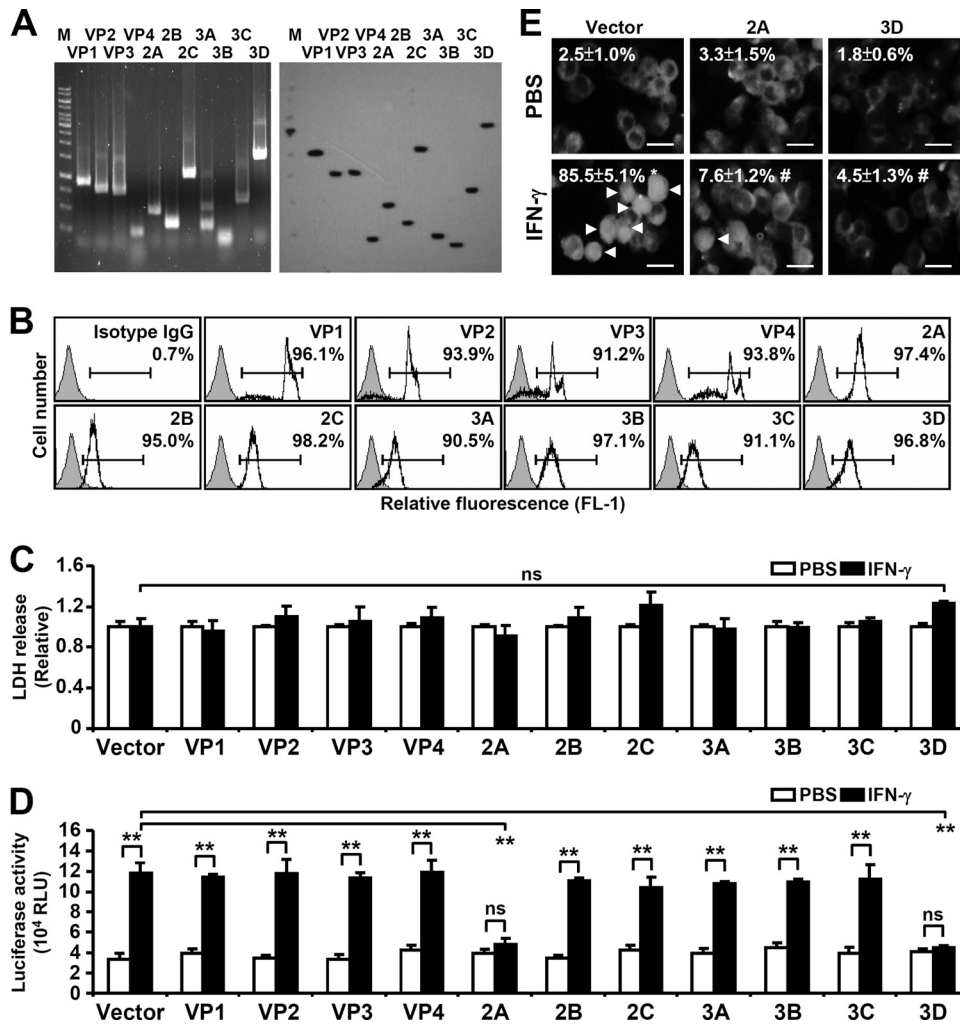 A
M VP2 VP4 2B 3A 3C
VP1 VP3 2A 2C 3B 3D
M VP2 VP4 2B 3A 3C
VP1 VP3 2A 2C 3B 3D
E
Vector 2A 3D
PBS
2.5±1.0% 3.3±1.5% 1.8±0.6%
IFN-γ
85.5±5.1% * 7.6±1.2% # 4.5±1.3% #
B
Cell number
Isotype IgG VP1 VP2 VP3 VP4 2A
0.7% 96.1% 93.9% 91.2% 93.8% 97.4%
2B 2C 3A 3B 3C 3D
95.0% 98.2% 90.5% 97.1% 91.1% 96.8%
Relative fluorescence (FL-1)
C
LDH release
(Relative)
1.6
1.2
0.8
0.4
0
ns
PBS IFN-γ
Vector VP1 VP2 VP3 VP4 2A 2B 2C 3A 3B 3C 3D
D
Luciferase activity
(10⁴ RLU)
16
14
12
10
8
6
4
2
0
PBS IFN-γ
** **
** ** ** ** ** ns ** ** ** ** ** ns
Vector VP1 VP2 VP3 VP4 2A 2B 2C 3A 3B 3C 3D